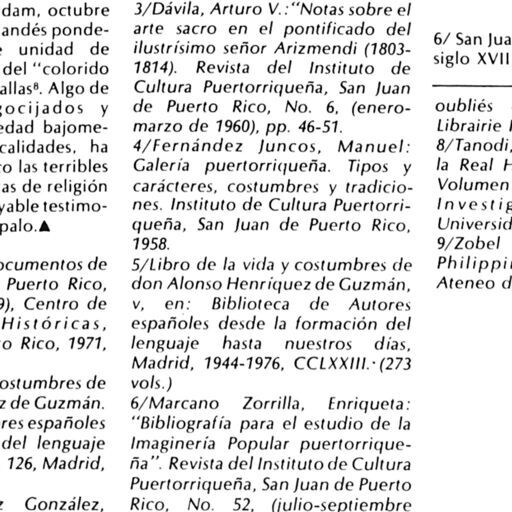 dam, octubre
andés ponde-
unidad de
del "colorido
allas⁸. Algo de
gocijados y
edad bajome-
calidades, ha
o las terribles
as de religión
yable testimo-
palo.▲
ocumentos de
Puerto Rico,
9), Centro de
Históricas,
o Rico, 1971,
ostumbres de
z de Guzmán.
res españoles
del lenguaje
126, Madrid,
z González,
3/Dávila, Arturo V.: "Notas sobre el
arte sacro en el pontificado del
ilustrísimo señor Arizmendi (1803-
1814). Revista del Instituto de
Cultura Puertorriqueña, San Juan
de Puerto Rico, No. 6, (enero-
marzo de 1960), pp. 46-51.
4/Fernández Juncos, Manuel:
Galería puertorriqueña. Tipos y
carácteres, costumbres y tradicio-
nes. Instituto de Cultura Puertorri-
queña, San Juan de Puerto Rico,
1958.
5/Libro de la vida y costumbres de
don Alonso Henríquez de Guzmán,
v, en: Biblioteca de Autores
españoles desde la formación del
lenguaje hasta nuestros días,
Madrid, 1944-1976, CCLXXIII. (273
vols.)
6/Marcano Zorrilla, Enriqueta:
"Bibliografía para el estudio de la
Imaginería Popular puertorrique-
ña". Revista del Instituto de Cultura
Puertorriqueña, San Juan de Puerto
Rico, No. 52, (julio-septiembre
6/ San Jua
siglo XVII
oubliés
Librairie
8/Tanodi,
la Real H
Volumen
Investig
Universid
9/Zobel
Philippi
Ateneo d